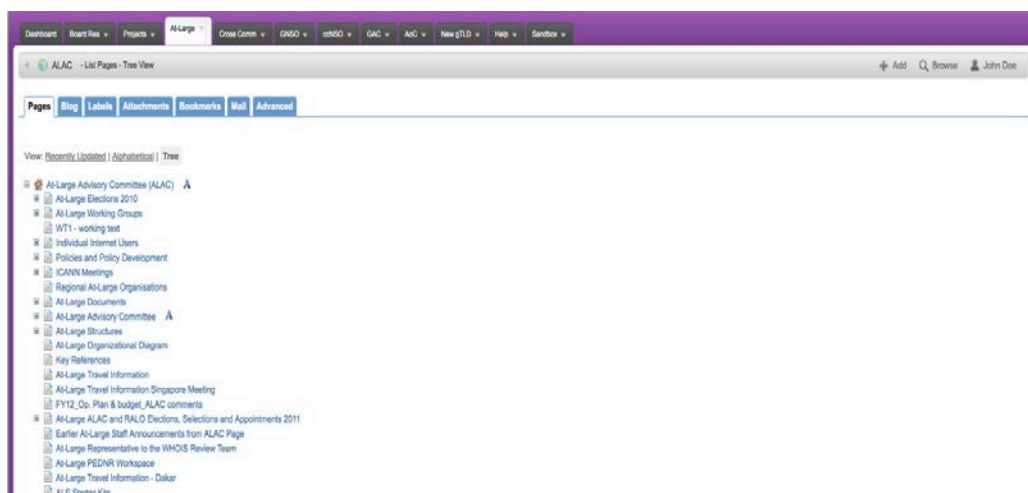 Dashboard Board Res Projects At-Large Cross Comm GNSO ccNSO GAC AoC New gTLD Help Sandbox
ALAC - List Pages - Tree View Add Browse John Doe
Pages Blog Labels Attachments Bookmarks Mail Advanced
View: Recently Updated | Alphabetical | Tree
At-Large Advisory Committee (ALAC) A
At-Large Elections 2010
At-Large Working Groups
WT1 - working text
Individual Internet Users
Policies and Policy Development
ICANN Meetings
Regional At-Large Organisations
At-Large Documents
At-Large Advisory Committee A
At-Large Structures
At-Large Organizational Diagram
Key References
At-Large Travel Information
At-Large Travel Information Singapore Meeting
FY12_Op. Plan & budget_ALAC comments
At-Large ALAC and RALO Elections, Selections and Appointments 2011
Earlier At-Large Staff Announcements from ALAC Page
At-Large Representative to the WHOIS Review Team
At-Large PEDNR Workspace
At-Large Travel Information - Dakar
ALS Starter Kits